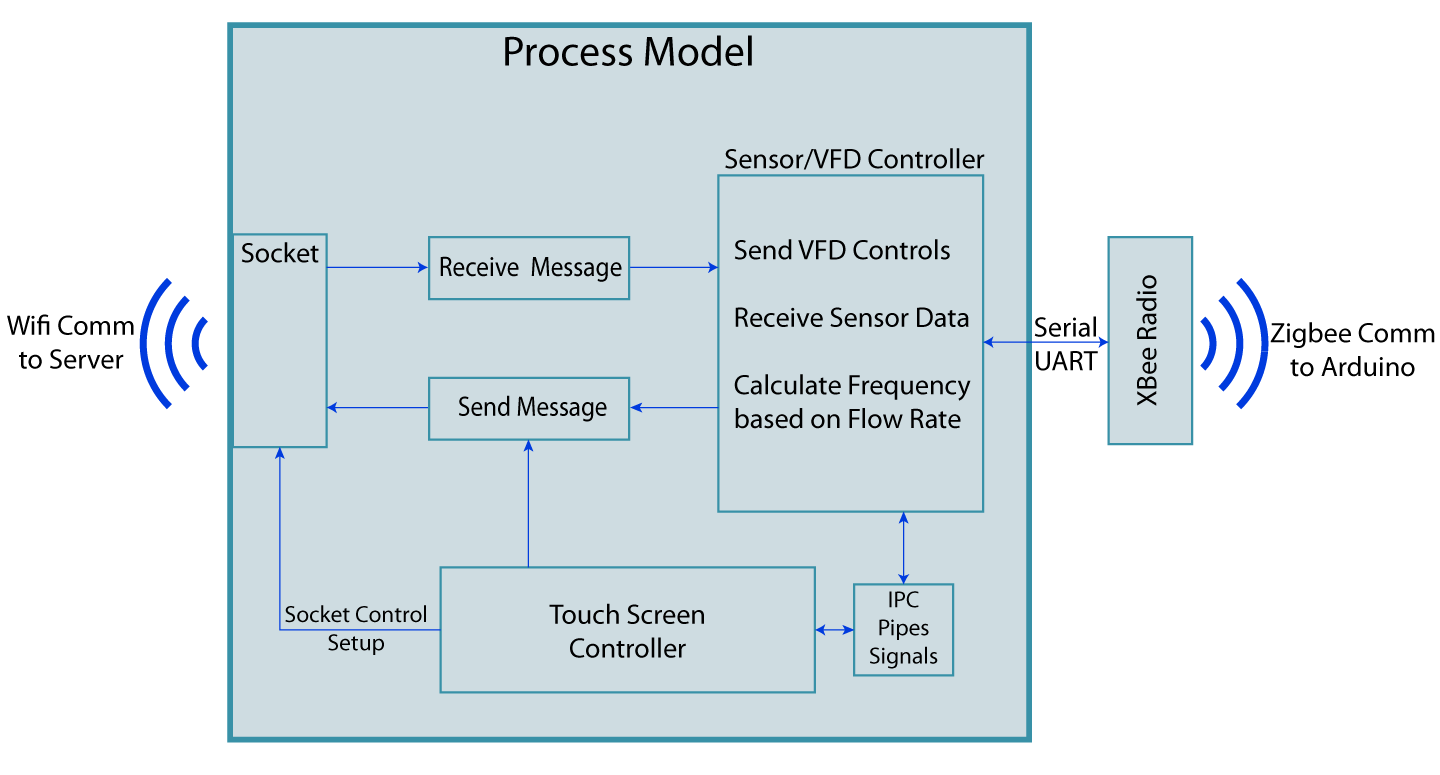 Process Model
Sensor/VFD Controller
Socket
Receive Message
Send VFD Controls
Receive Sensor Data
Calculate Frequency
based on Flow Rate
Send Message
Wifi Comm
to Server
Serial
UART
XBee Radio
Zigbee Comm
to Arduino
Socket Control
Setup
Touch Screen
Controller
IPC
Pipes
Signals